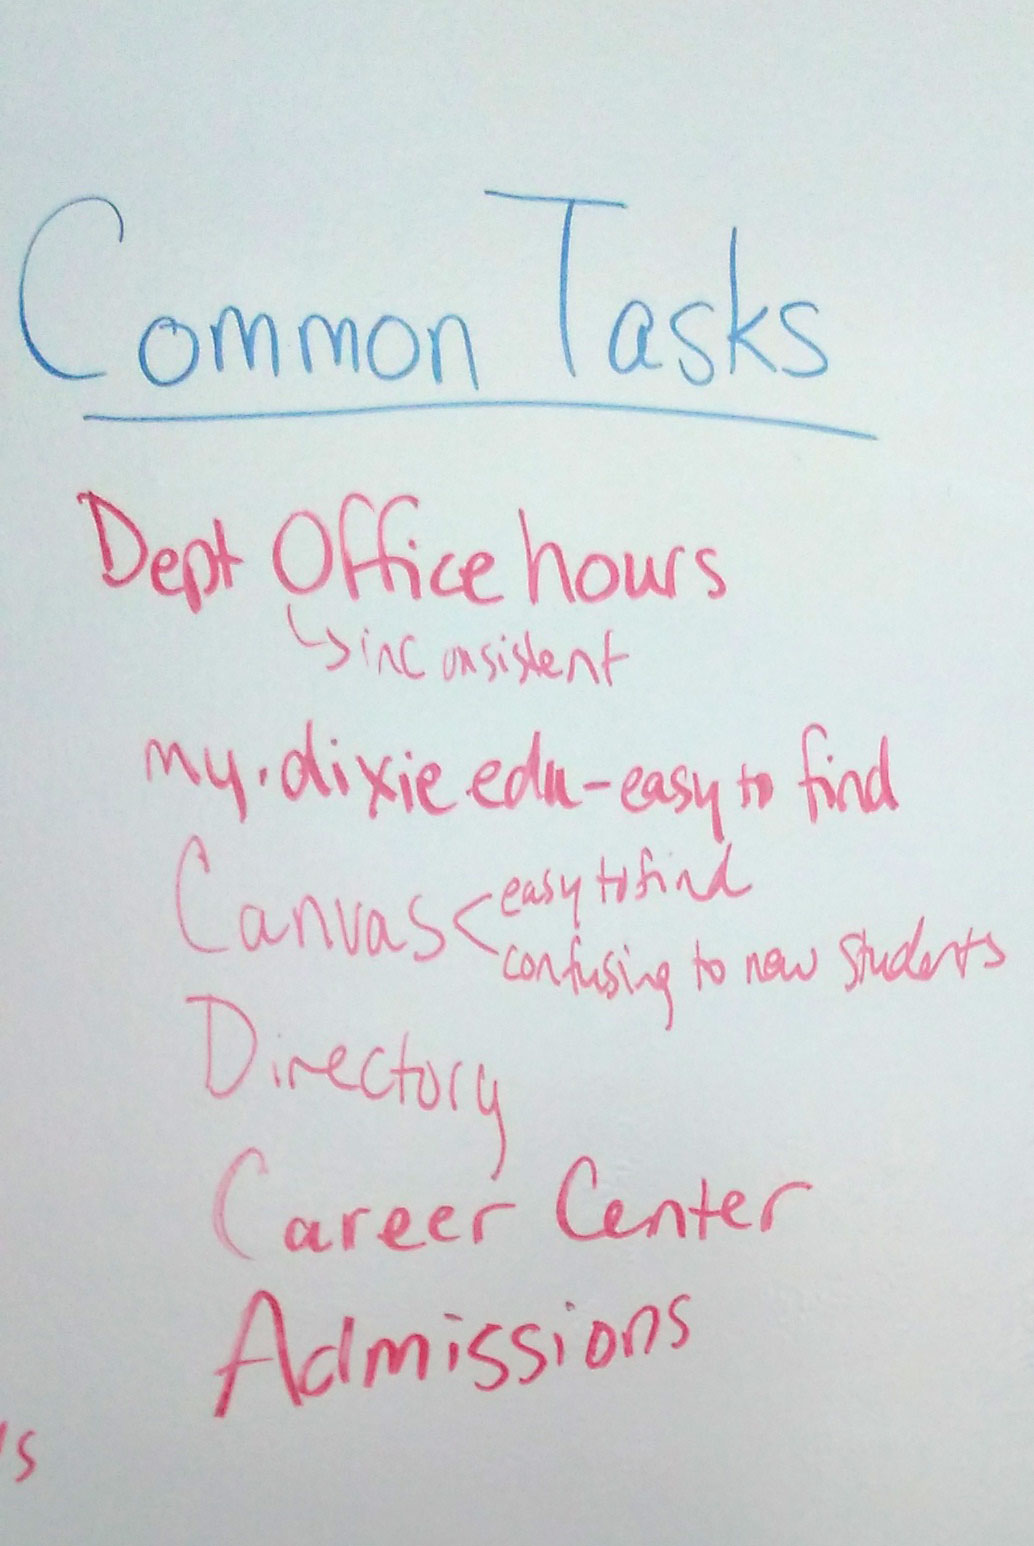 Common Tasks
Dept Office hours
↳ inconsistent
my.dixie.edu - easy to find
Canvas < easy to find
confusing to new students
Directory
Career Center
Admissions